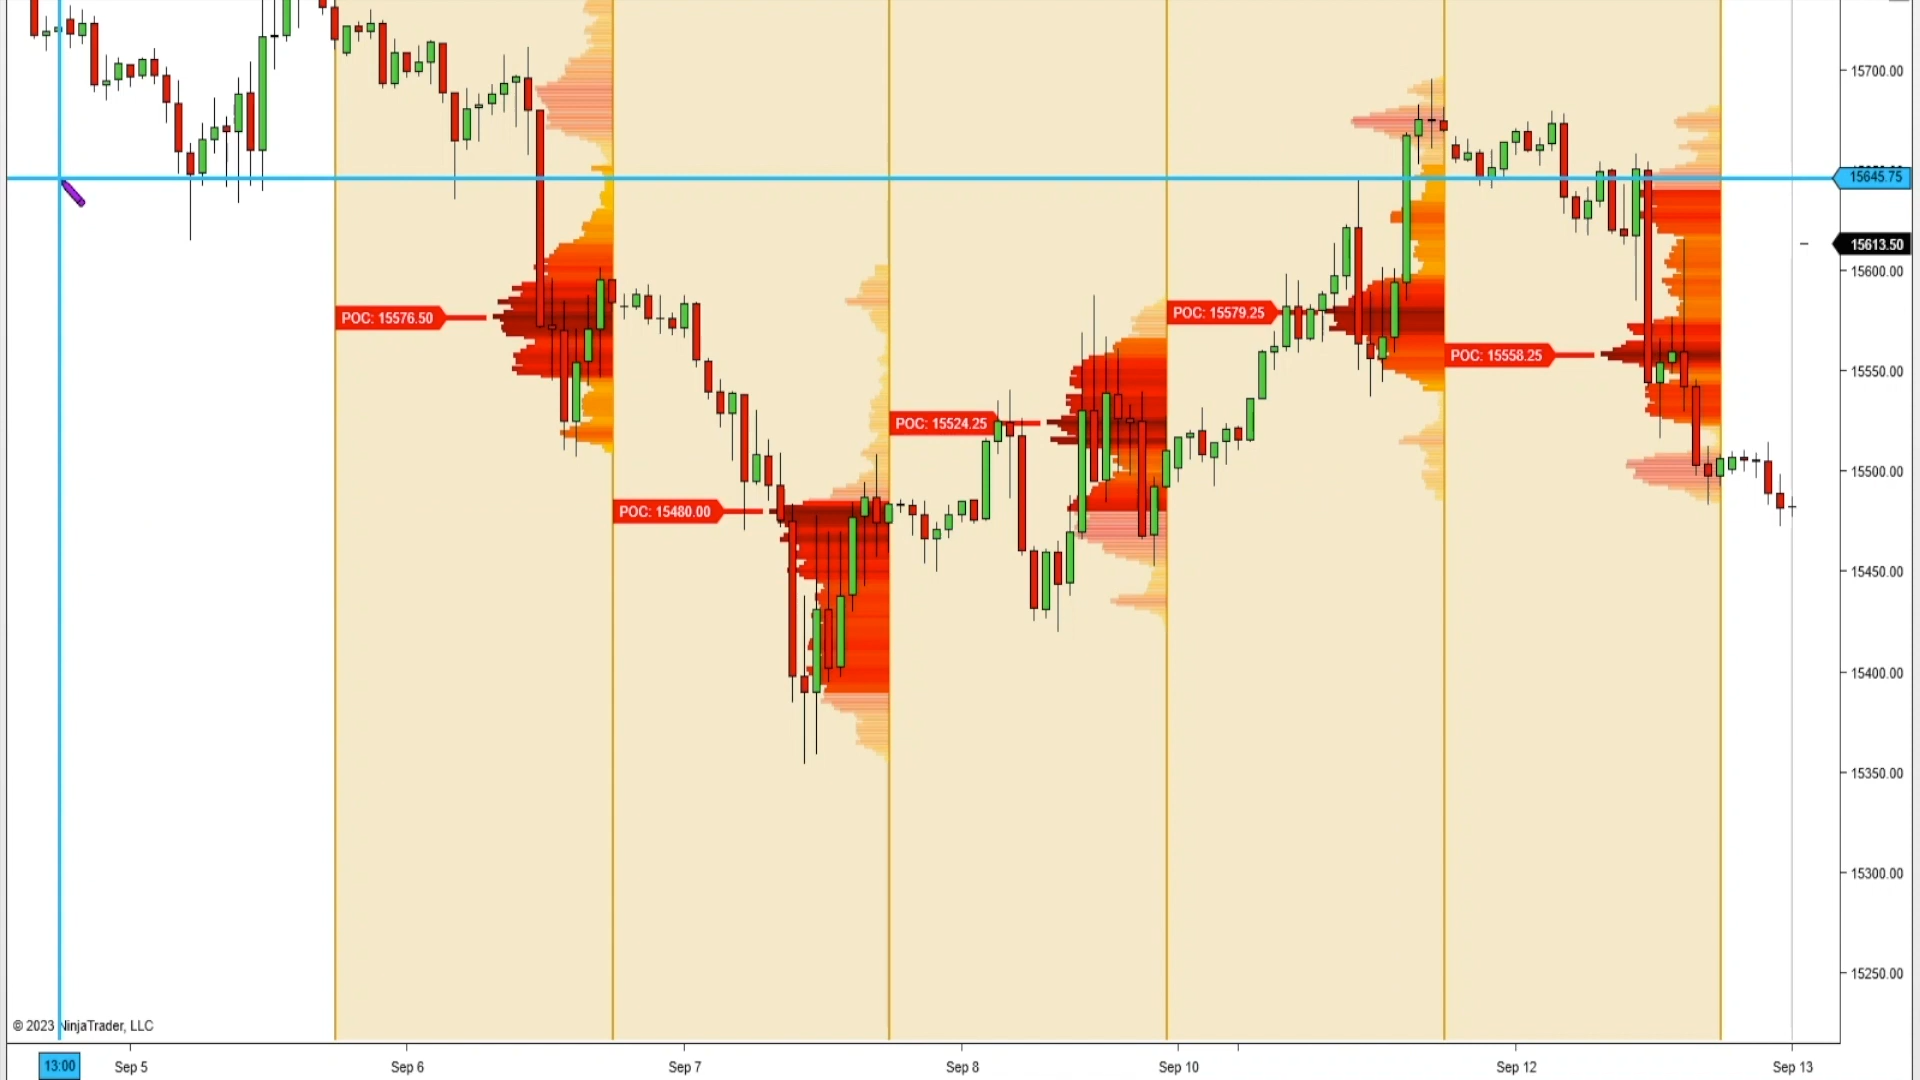 15700.00
15645.75
15613.50
15600.00
POC: 15576.50
POC: 15579.25
POC: 15558.25
15550.00
POC: 15524.25
15500.00
POC: 15480.00
15450.00
15400.00
15350.00
15300.00
15250.00
© 2023 NinjaTrader, LLC
13:00 Sep 5 Sep 6 Sep 7 Sep 8 Sep 10 Sep 12 Sep 13